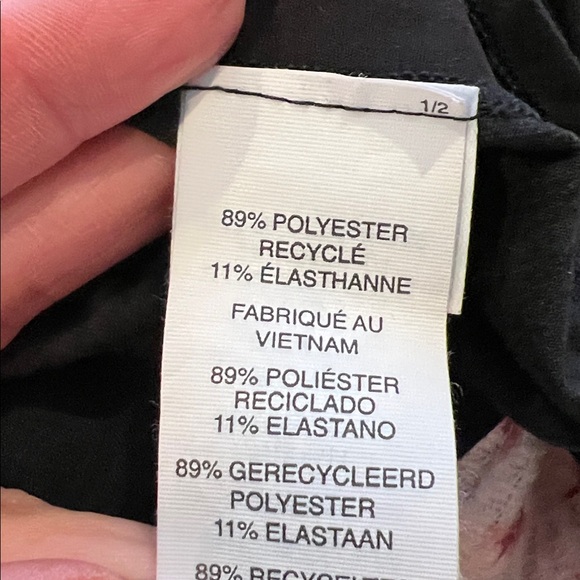 1/2
89% POLYESTER
RECYCLÉ
11% ÉLASTHANNE
FABRIQUÉ AU
VIETNAM
89% POLIÉSTER
RECICLADO
11% ELASTANO
89% GERECYCLEERD
POLYESTER
11% ELASTAAN
89%